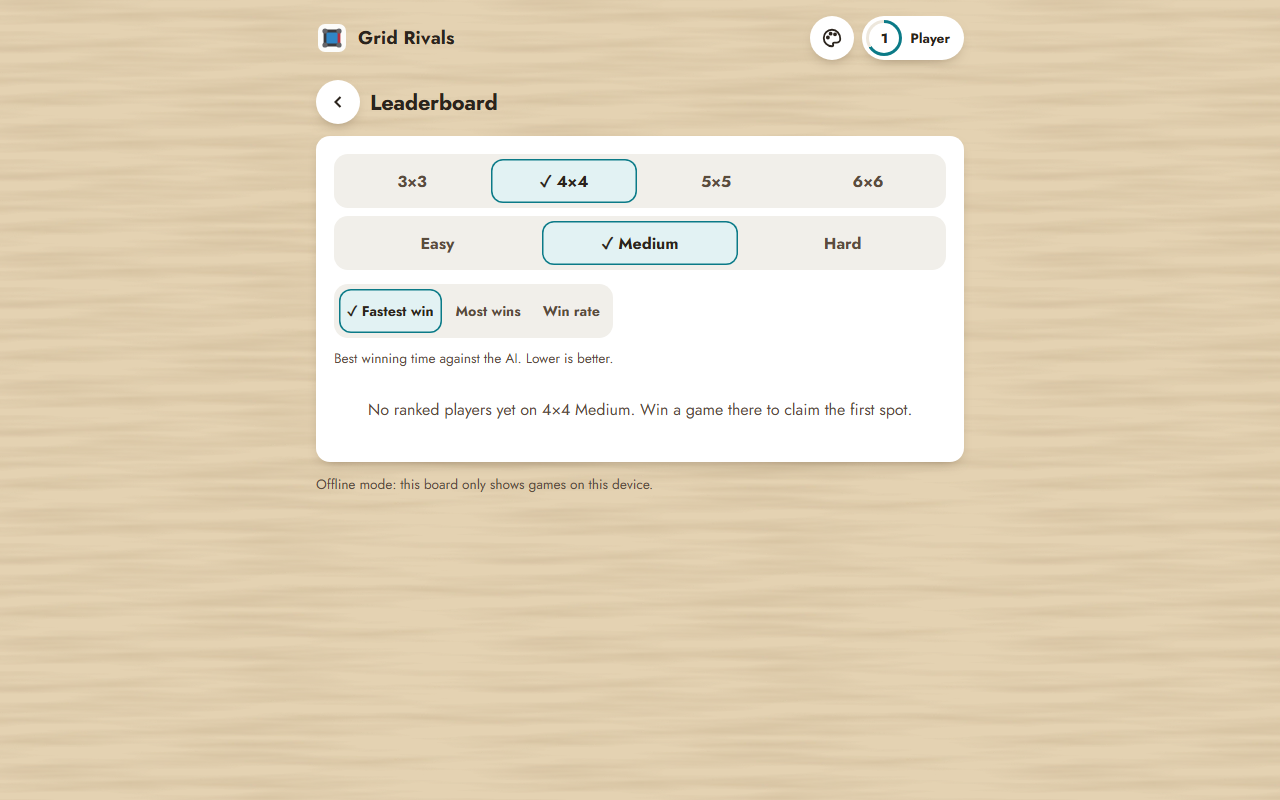 Grid Rivals
1 Player
Leaderboard
3×3 ✓ 4×4 5×5 6×6
Easy ✓ Medium Hard
✓ Fastest win Most wins Win rate
Best winning time against the AI. Lower is better.
No ranked players yet on 4×4 Medium. Win a game there to claim the first spot.
Offline mode: this board only shows games on this device.